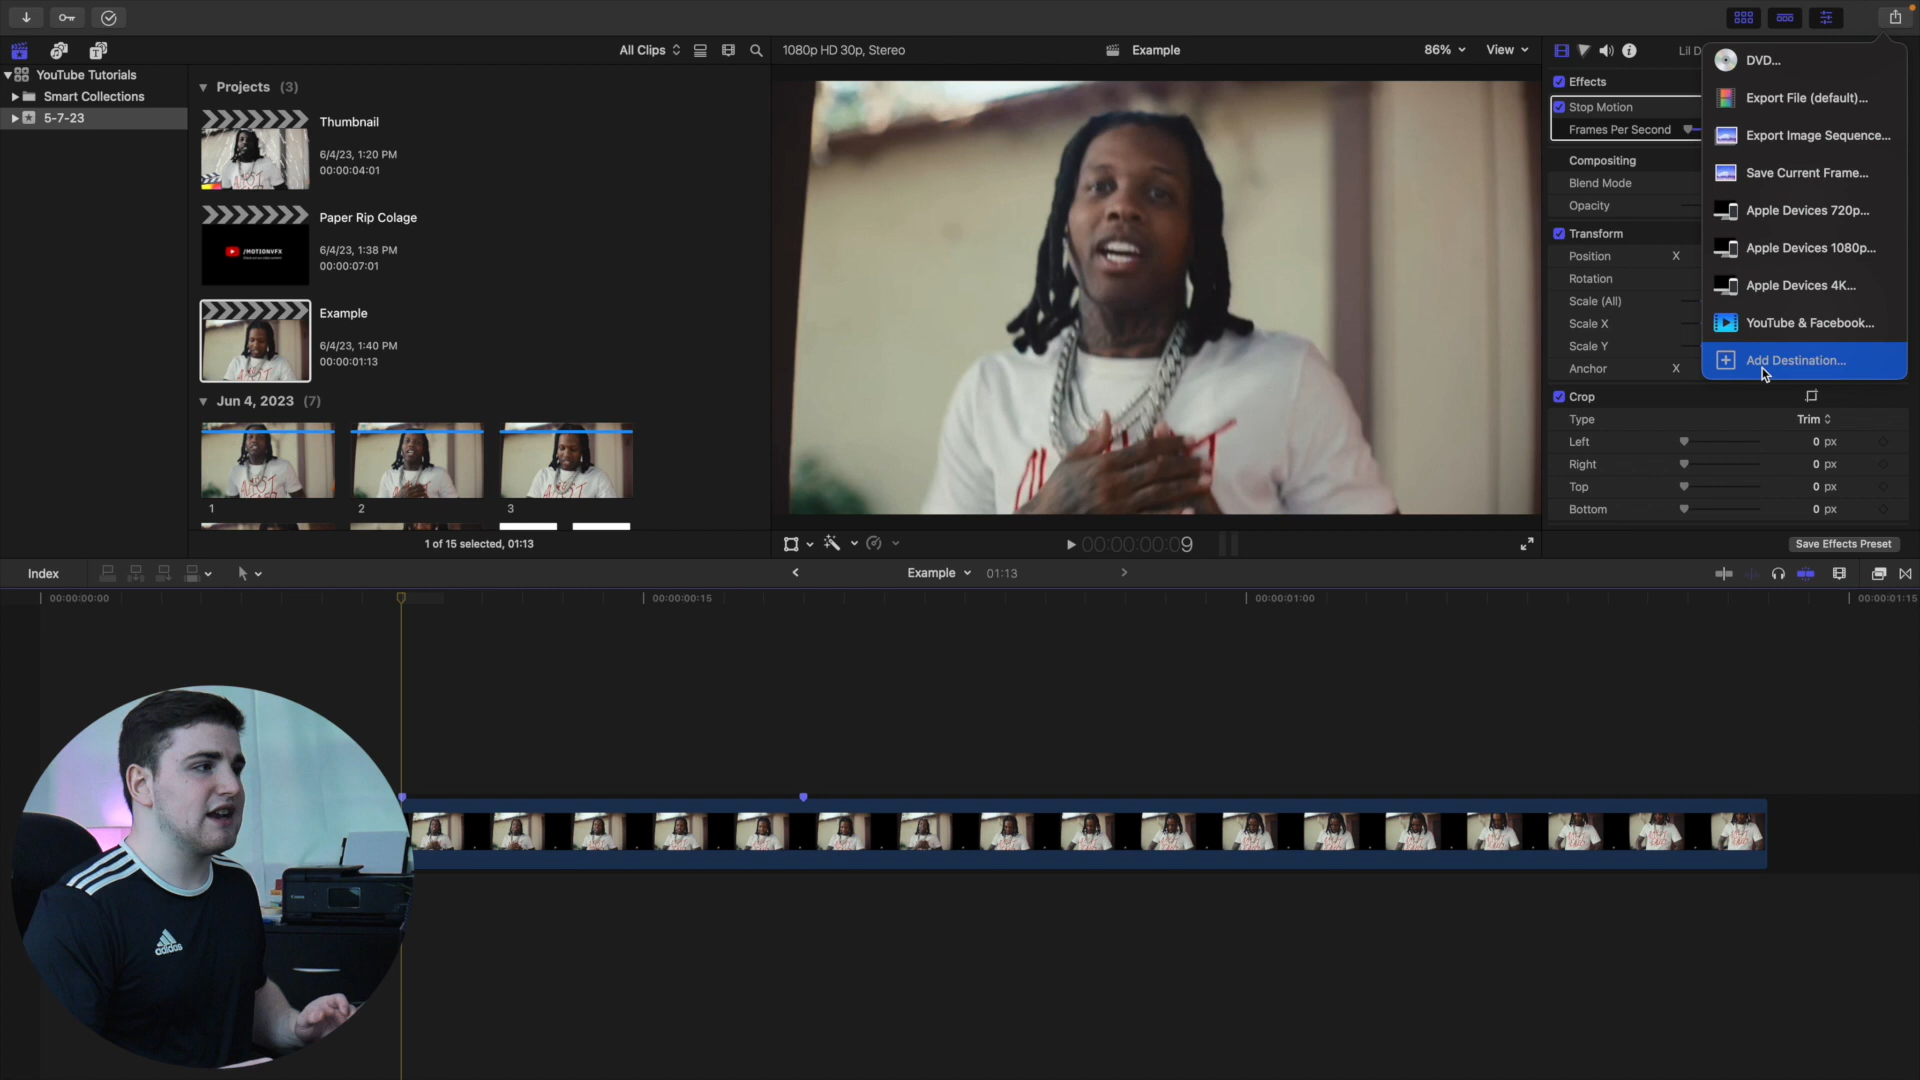 All Clips
1080p HD 30p, Stereo
Example
86%
View
Lil D
YouTube Tutorials
Smart Collections
5-7-23
Projects (3)
Thumbnail
6/4/23, 1:20 PM
00:00:04:01
Paper Rip Colage
/MOTIONVFX
6/4/23, 1:38 PM
00:00:07:01
Example
6/4/23, 1:40 PM
00:00:01:13
Jun 4, 2023 (7)
1
2
3
1 of 15 selected, 01:13
00:00:00:09
Effects
Stop Motion
Frames Per Second
Compositing
Blend Mode
Opacity
Transform
Position X
Rotation
Scale (All)
Scale X
Scale Y
Anchor X
Crop
Type Trim
Left 0 px
Right 0 px
Top 0 px
Bottom 0 px
Save Effects Preset
DVD...
Export File (default)...
Export Image Sequence...
Save Current Frame...
Apple Devices 720p...
Apple Devices 1080p...
Apple Devices 4K...
YouTube & Facebook...
Add Destination...
Index
Example 01:13
00:00:00:00
00:00:00:15
00:00:01:00
00:00:01:15
adidas
Canon